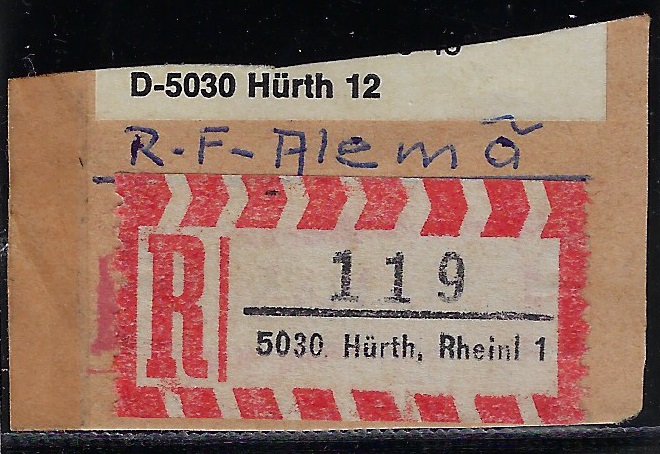 D-5030 Hürth 12
R.-F-Alemã
R
119
5030 Hürth, Rheinl 1